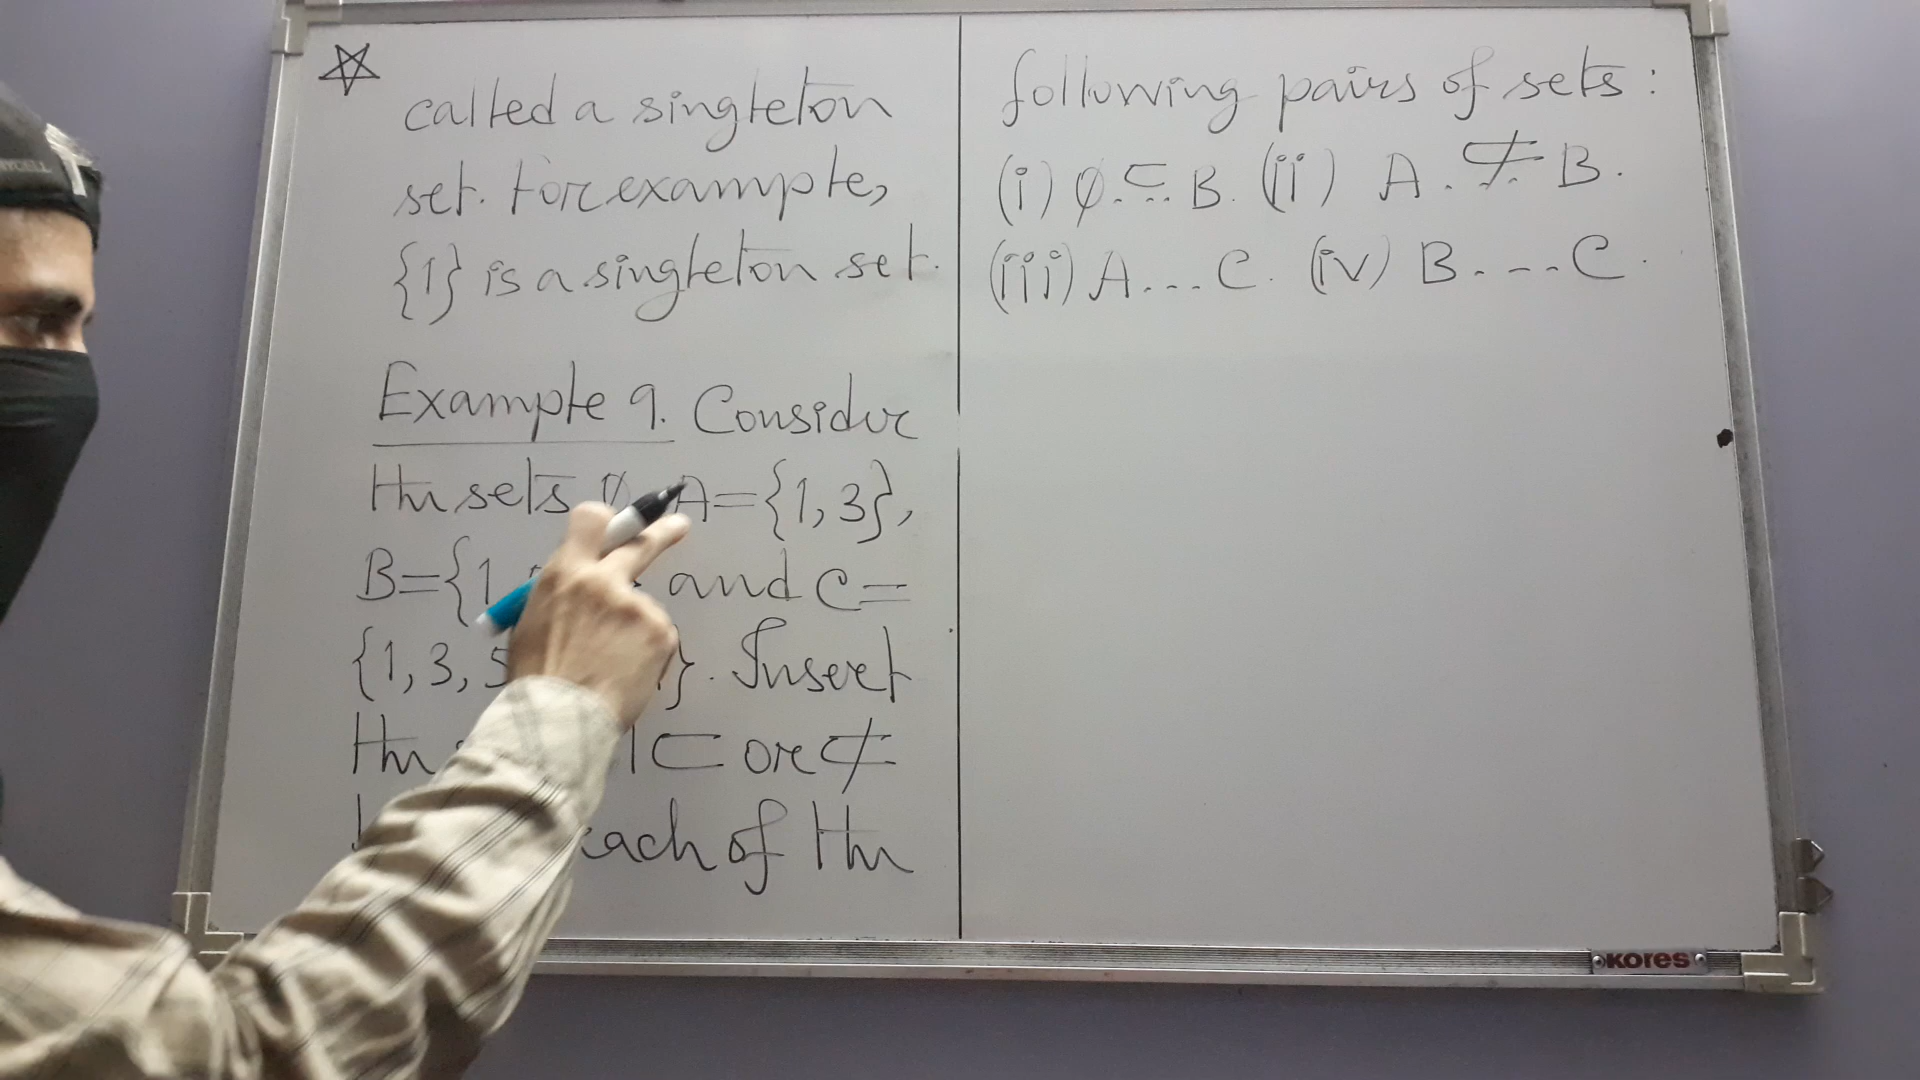 called a singleton
set. For example,
{1} is a singleton set.
Example 9. Consider
the sets φ, A={1,3},
B={1, and C=
{1,3,5 }. Insert
the ⊂ or ⊄
each of the
following pairs of sets:
(i) φ.⊂.B. (ii) A.⊄.B.
(iii) A...C. (iv) B...C.
KORES